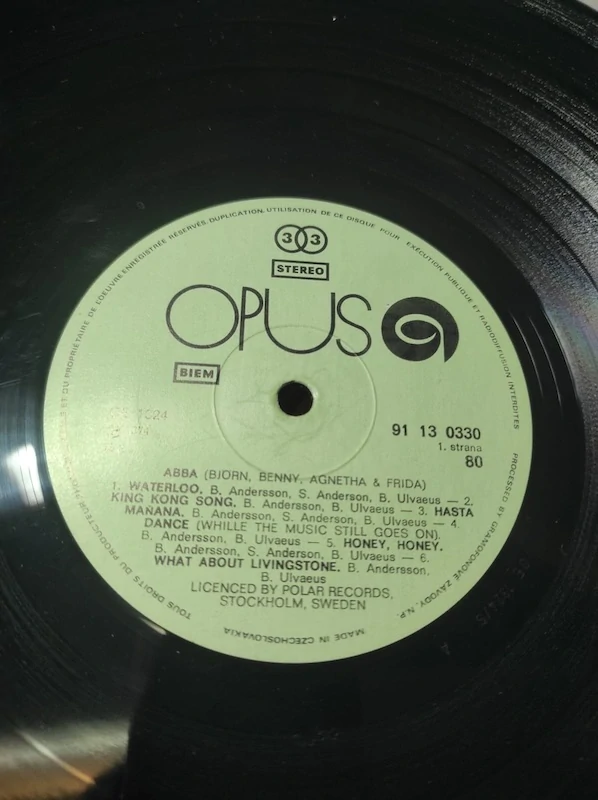 TOUS DROITS DU PRODUCTEUR PHONOGRAPHIQUE ET DU PROPRIÉTAIRE DE L'OEUVRE ENREGISTRÉE RÉSERVÉS. DUPLICATION. UTILISATION DE CE DISQUE POUR EXÉCUTION PUBLIQUE ET RADIODIFFUSION INTERDITES
33
STEREO
OPUS
BIEM
91 13 0330
1. strana
80
ABBA (BJÖRN, BENNY, AGNETHA & FRIDA)
1. WATERLOO. B. Andersson, S. Anderson, B. Ulvaeus — 2.
KING KONG SONG. B. Andersson, B. Ulvaeus — 3. HASTA
MAÑANA. B. Andersson, S. Anderson, B. Ulvaeus — 4.
DANCE (WHILLE THE MUSIC STILL GOES ON).
B. Andersson, B. Ulvaeus — 5. HONEY, HONEY.
B. Andersson, S. Anderson, B. Ulvaeus — 6.
WHAT ABOUT LIVINGSTONE. B. Andersson,
B. Ulvaeus
LICENCED BY POLAR RECORDS,
STOCKHOLM, SWEDEN
PROCESSED BY GRAMOFONOVÉ ZÁVODY, N.P.
MADE IN CZECHOSLOVAKIA